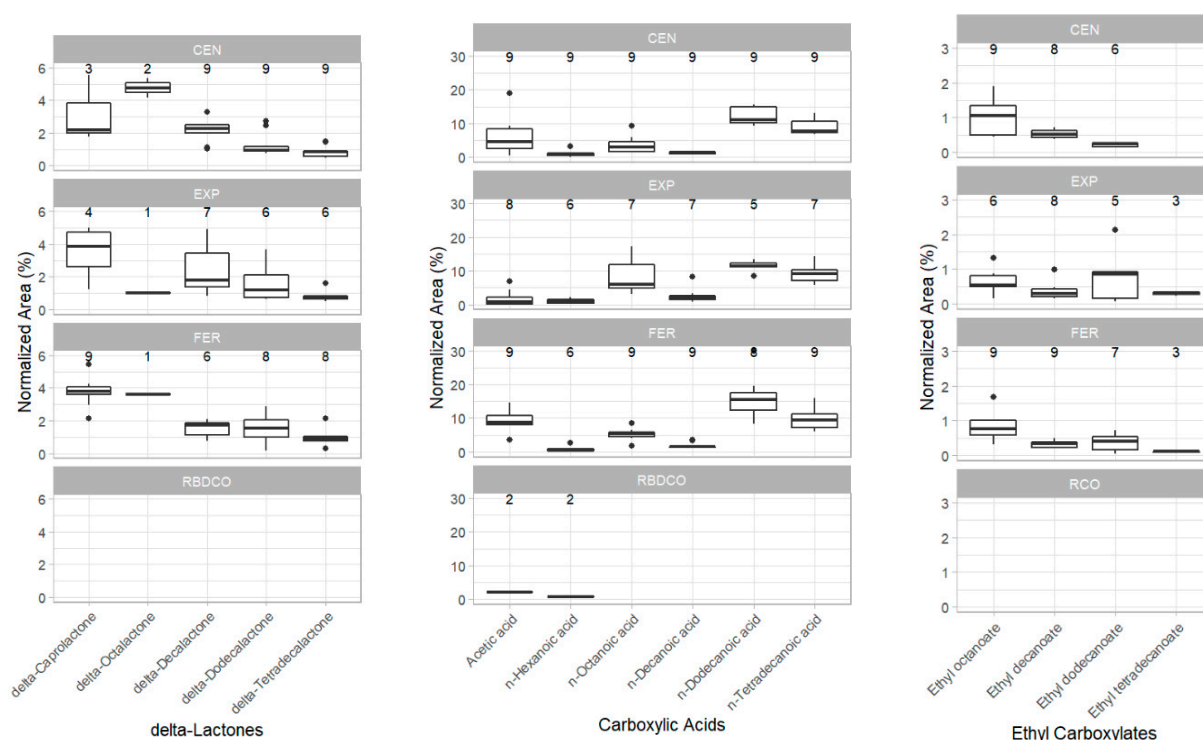 Normalized Area (%)
CEN
6
4
2
0
3 2 9 9 9
EXP
6
4
2
0
4 1 7 6 6
FER
6
4
2
0
9 1 6 8 8
RBDCO
6
4
2
0
delta-Caprolactone
delta-Octalactone
delta-Decalactone
delta-Dodecalactone
delta-Tetradecalactone
delta-Lactones
Normalized Area (%)
CEN
30
20
10
0
9 9 9 9 9 9
EXP
30
20
10
0
8 6 7 7 5 7
FER
30
20
10
0
9 6 9 9 8 9
RBDCO
30
20
10
0
2 2
Acetic acid
n-Hexanoic acid
n-Octanoic acid
n-Decanoic acid
n-Dodecanoic acid
n-Tetradecanoic acid
Carboxylic Acids
Normalized Area (%)
CEN
3
2
1
0
9 8 6
EXP
3
2
1
0
6 8 5 3
FER
3
2
1
0
9 9 7 3
RCO
3
2
1
0
Ethyl octanoate
Ethyl decanoate
Ethyl dodecanoate
Ethyl tetradecanoate
Ethyl Carboxylates